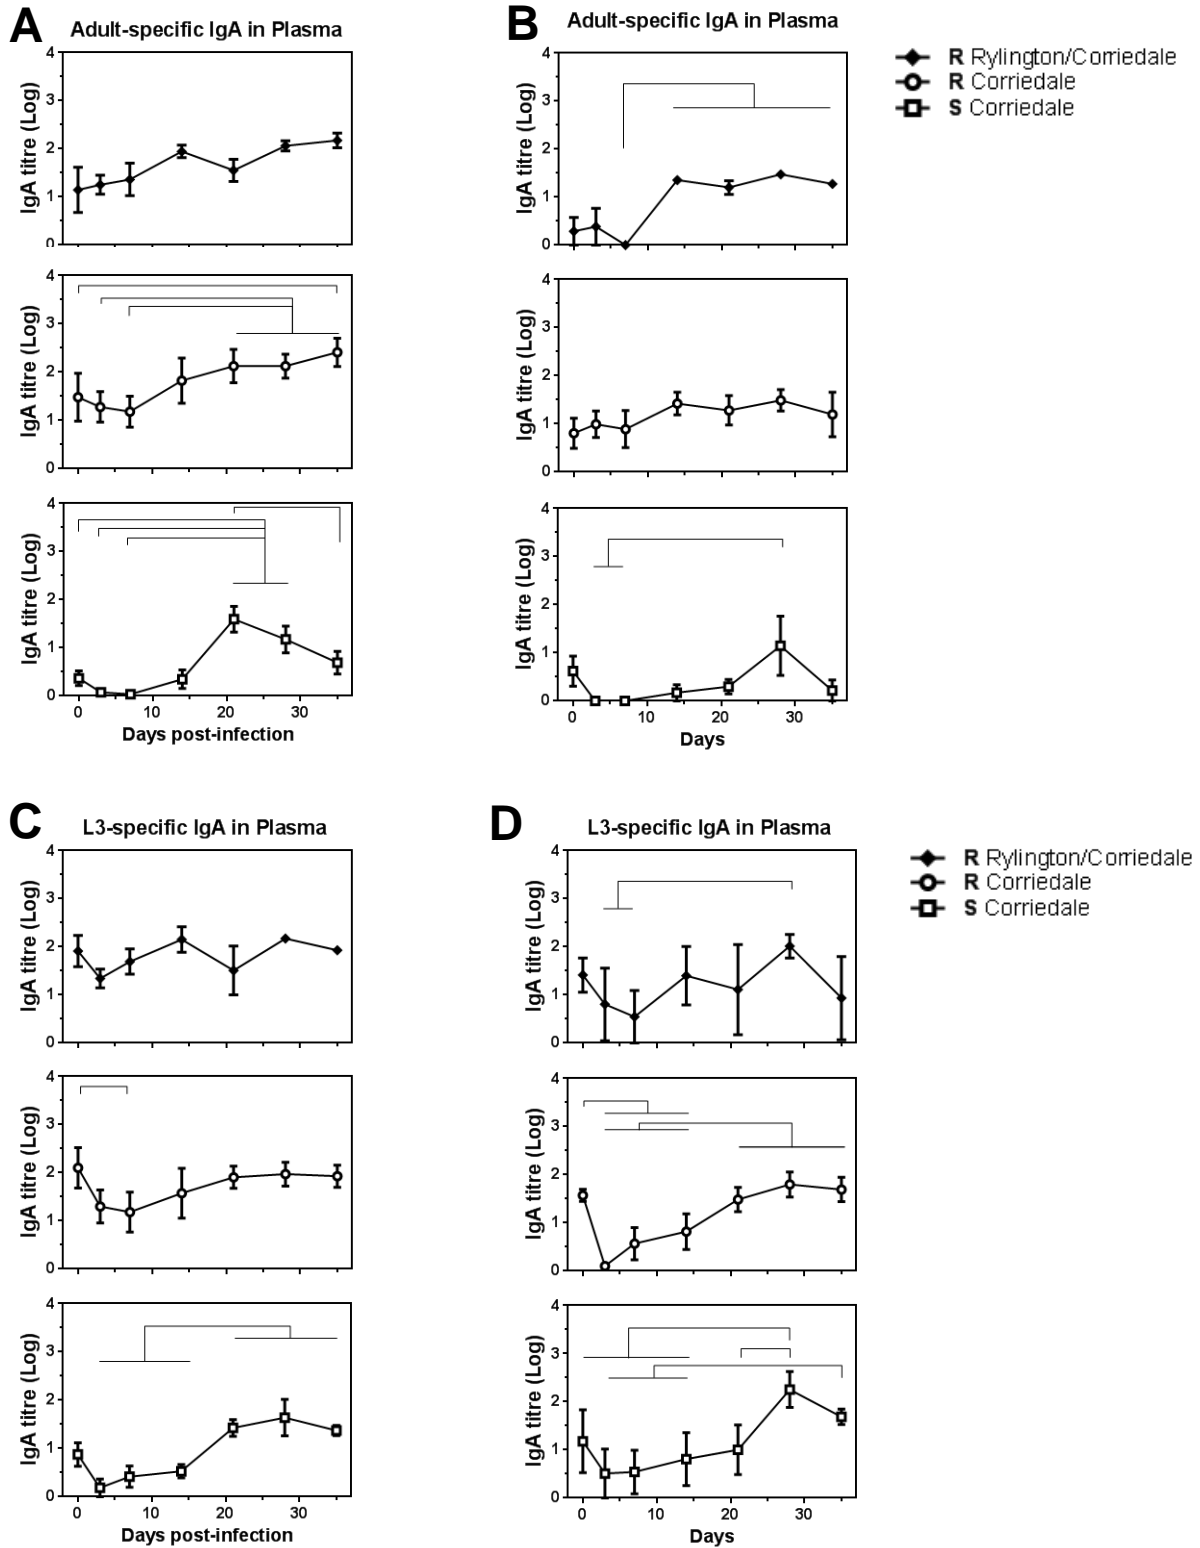 A
Adult-specific IgA in Plasma
4
3
2
1
0
IgA titre (Log)
4
3
2
1
0
IgA titre (Log)
4
3
2
1
0
IgA titre (Log)
0 10 20 30
Days post-infection
B
Adult-specific IgA in Plasma
4
3
2
1
0
IgA titre (Log)
4
3
2
1
0
IgA titre (Log)
4
3
2
1
0
IgA titre (Log)
0 10 20 30
Days
R Rylington/Corriedale
R Corriedale
S Corriedale
C
L3-specific IgA in Plasma
4
3
2
1
0
IgA titre (Log)
4
3
2
1
0
IgA titre (Log)
4
3
2
1
0
IgA titre (Log)
0 10 20 30
Days post-infection
D
L3-specific IgA in Plasma
4
3
2
1
0
IgA titre (Log)
4
3
2
1
0
IgA titre (Log)
4
3
2
1
0
IgA titre (Log)
0 10 20 30
Days
R Rylington/Corriedale
R Corriedale
S Corriedale